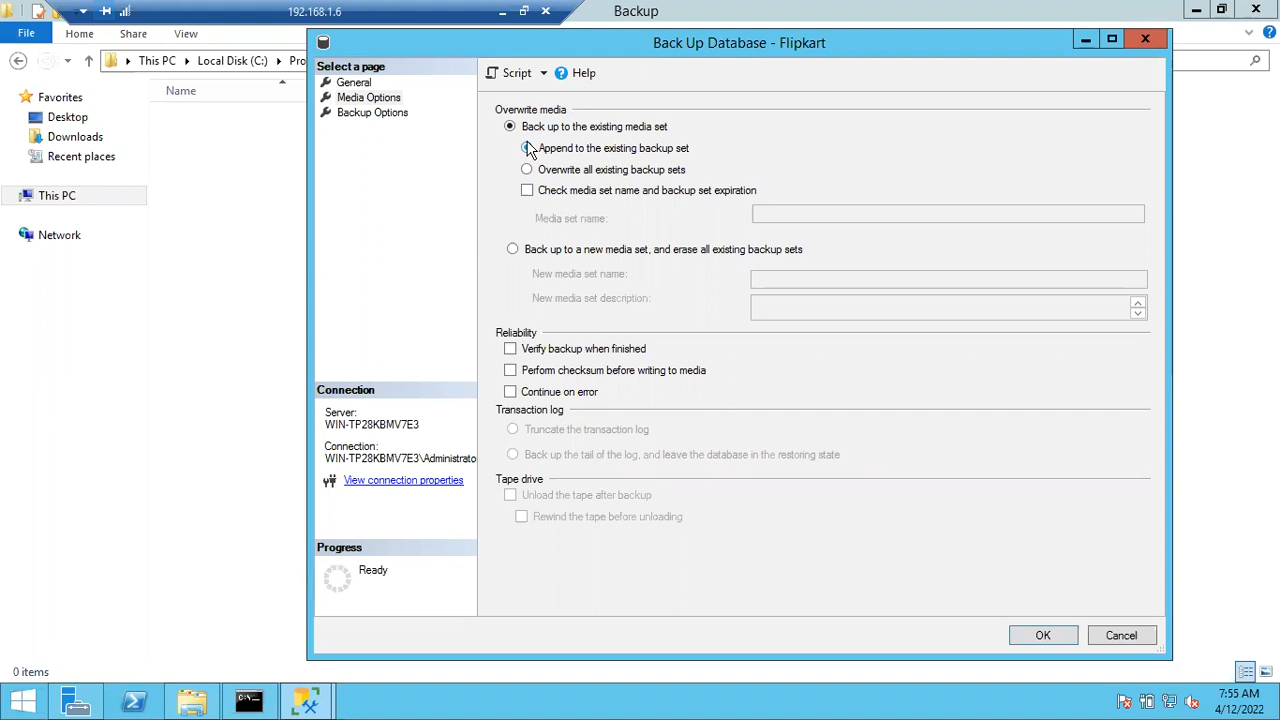 192.168.1.6
Backup
File
Home
Share
View
This PC
Local Disk (C:)
Pro
Name
Favorites
Desktop
Downloads
Recent places
This PC
Network
0 items
Back Up Database - Flipkart
Select a page
General
Media Options
Backup Options
Script
Help
Overwrite media
Back up to the existing media set
Append to the existing backup set
Overwrite all existing backup sets
Check media set name and backup set expiration
Media set name:
Back up to a new media set, and erase all existing backup sets
New media set name:
New media set description:
Reliability
Verify backup when finished
Perform checksum before writing to media
Continue on error
Transaction log
Truncate the transaction log
Back up the tail of the log, and leave the database in the restoring state
Tape drive
Unload the tape after backup
Rewind the tape before unloading
Connection
Server:
WIN-TP28KBMV7E3
Connection:
WIN-TP28KBMV7E3\Administrato
View connection properties
Progress
Ready
OK
Cancel
7:55 AM
4/12/2022